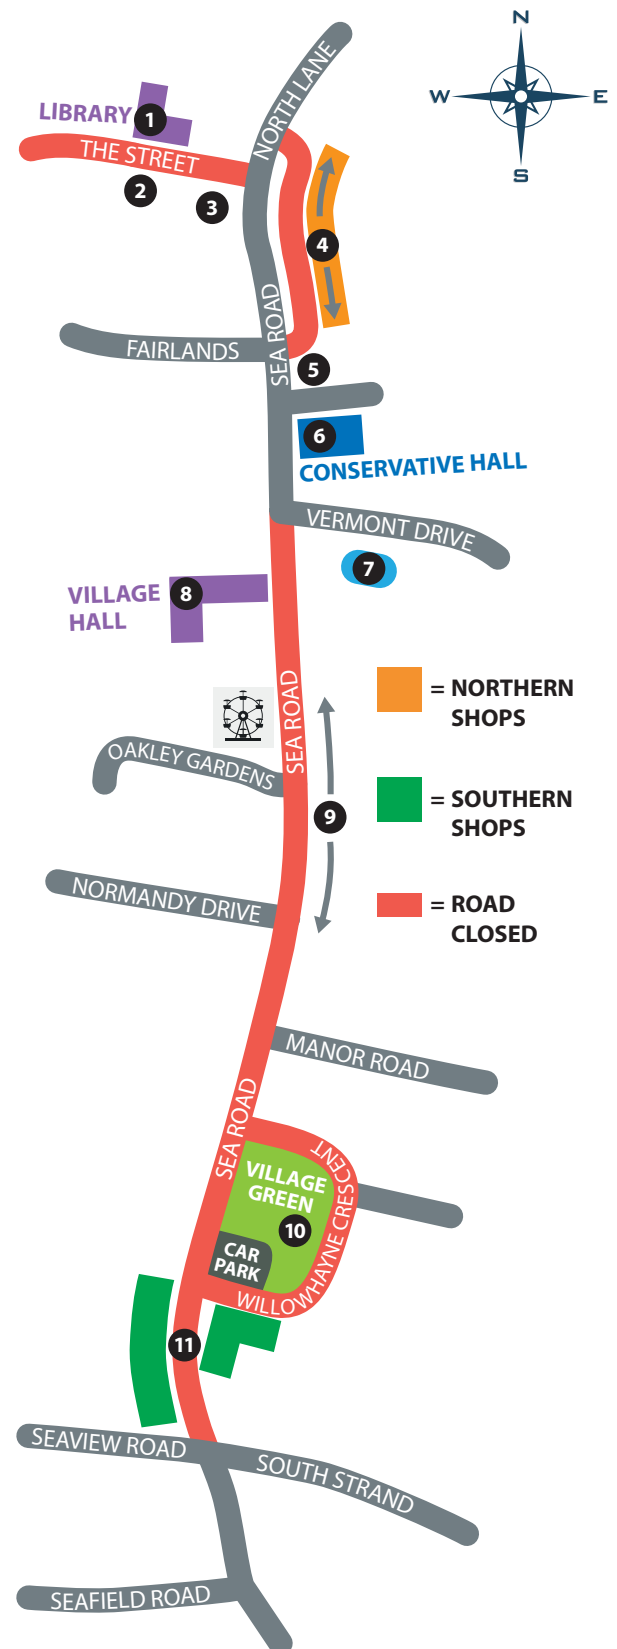 N
W
E
S
NORTH LANE
LIBRARY
1
THE STREET
2
3
4
SEA ROAD
FAIRLANDS
5
6
CONSERVATIVE HALL
VERMONT DRIVE
7
VILLAGE
HALL
8
= NORTHERN
SHOPS
SEA ROAD
OAKLEY GARDENS
= SOUTHERN
SHOPS
9
NORMANDY DRIVE
= ROAD
CLOSED
MANOR ROAD
SEA ROAD
VILLAGE
GREEN
10
CAR
PARK
WILLOWHAYNE CRESCENT
11
SEAVIEW ROAD
SOUTH STRAND
SEAFIELD ROAD